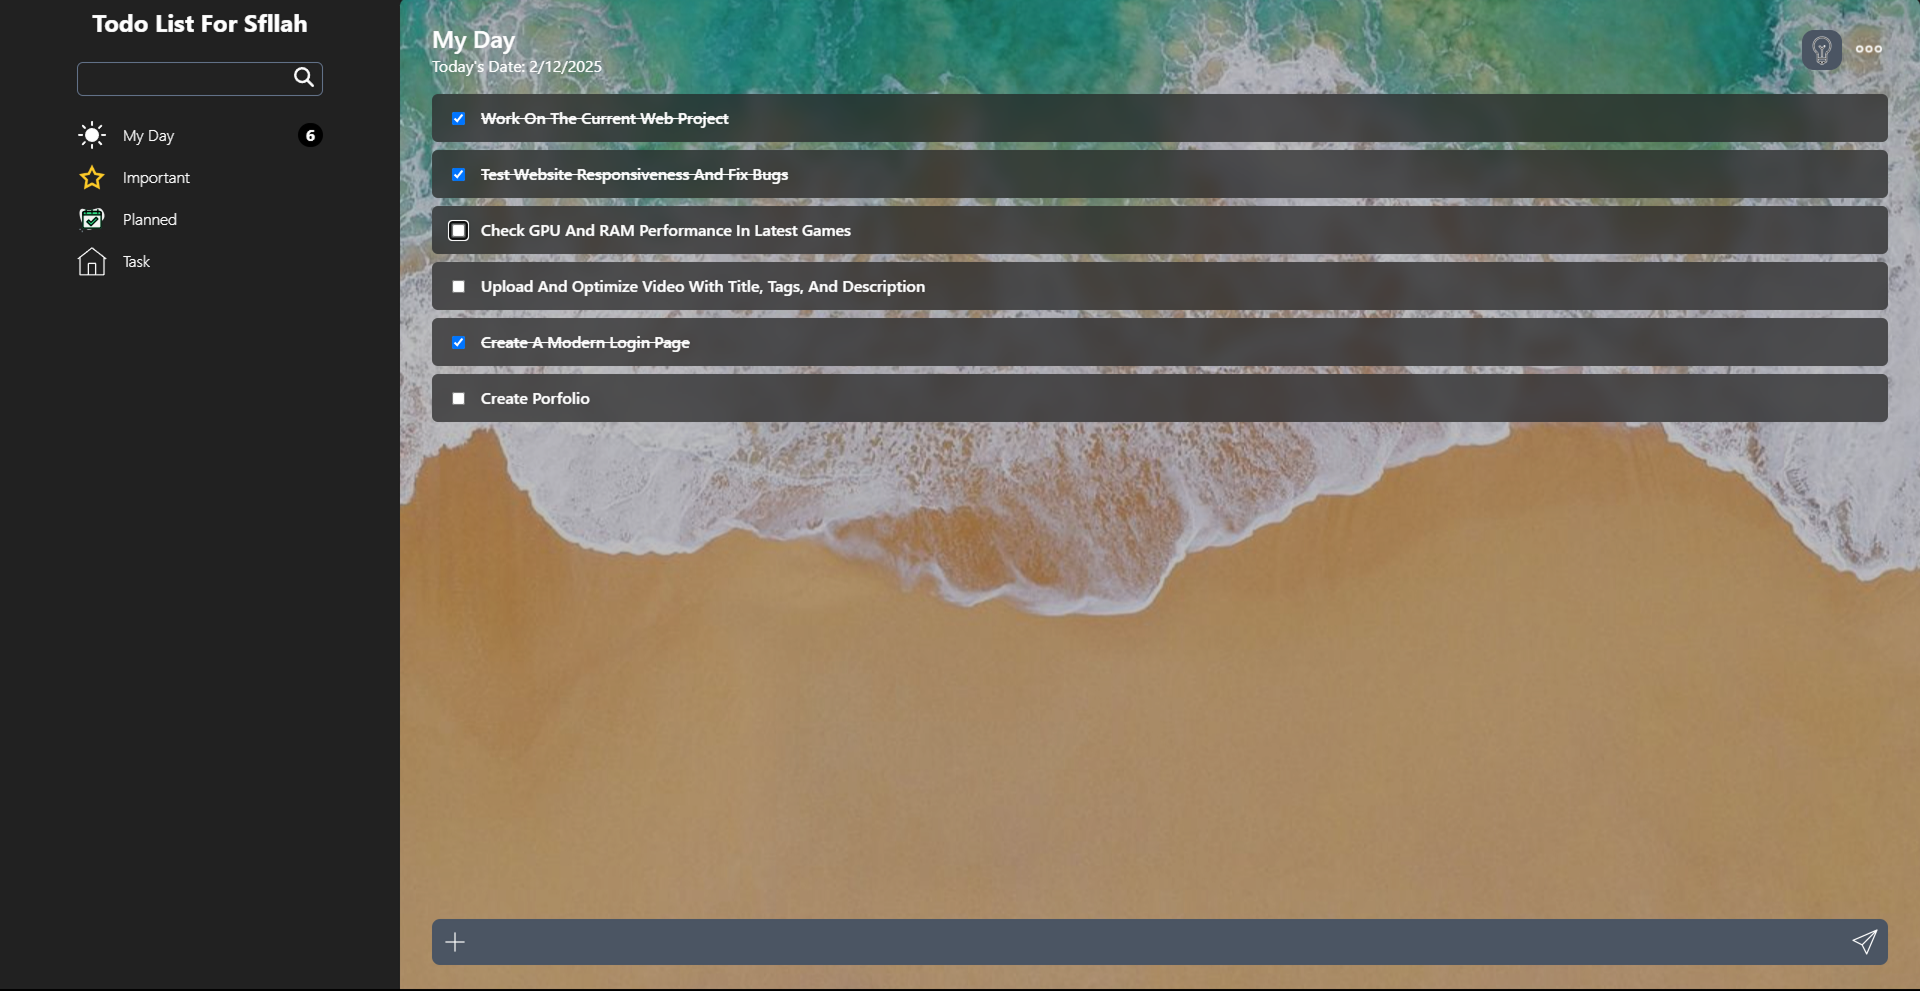 Todo List For Sfllah
My Day
6
Important
Planned
Task
My Day
Today's Date: 2/12/2025
Work On The Current Web Project
Test Website Responsiveness And Fix Bugs
Check GPU And RAM Performance In Latest Games
Upload And Optimize Video With Title, Tags, And Description
Create A Modern Login Page
Create Porfolio